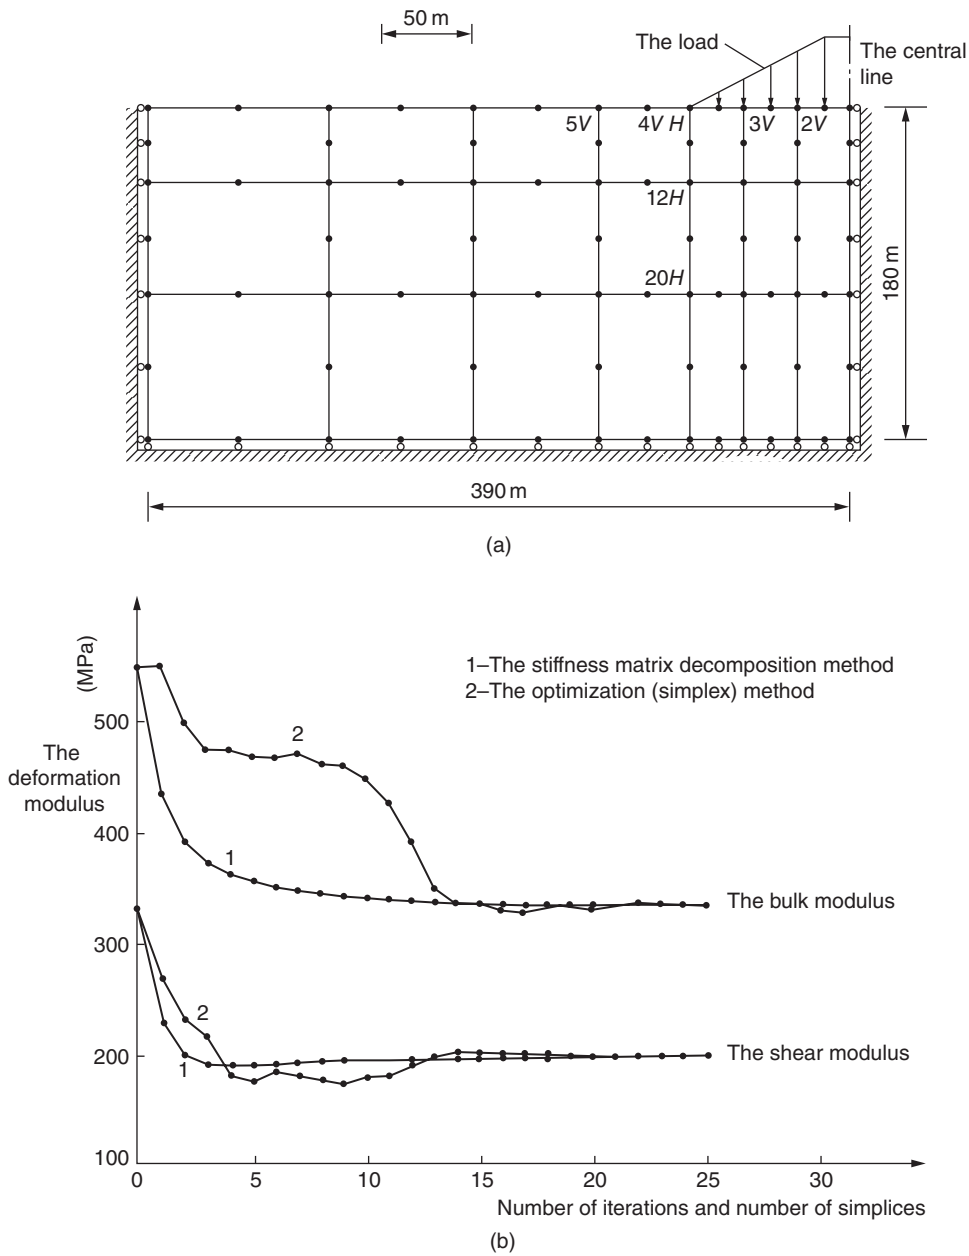 50 m
The load
The central
line
5V
4V H
3V
2V
12H
20H
180 m
390 m
(a)
(MPa)
1–The stiffness matrix decomposition method
2–The optimization (simplex) method
500
The
deformation
modulus
2
400
1
The bulk modulus
300
2
200
1
The shear modulus
100
0
5
10
15
20
25
30
Number of iterations and number of simplices
(b)